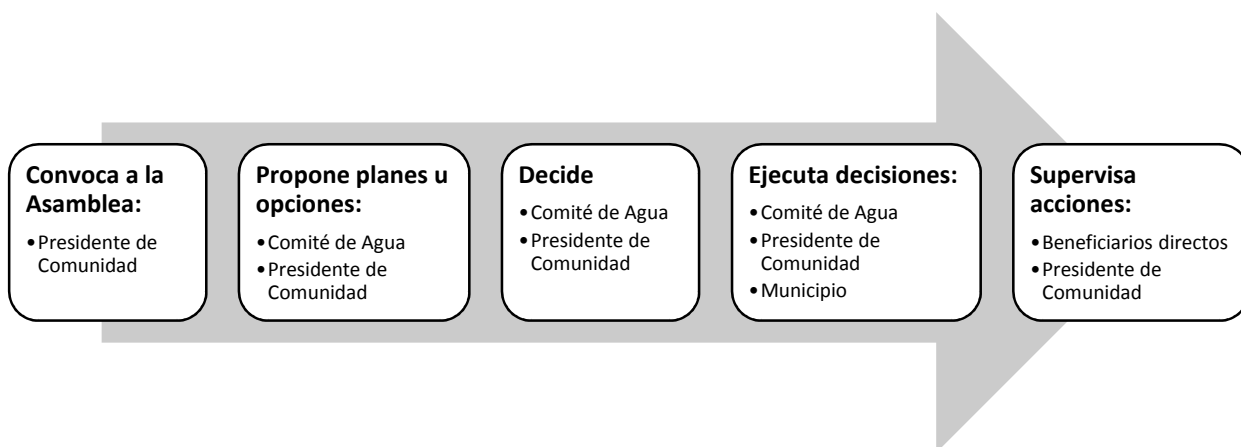 Convoca a la
Asamblea:
•Presidente de
Comunidad
Propone planes u
opciones:
•Comité de Agua
•Presidente de
Comunidad
Decide
•Comité de Agua
•Presidente de
Comunidad
Ejecuta decisiones:
•Comité de Agua
•Presidente de
Comunidad
•Municipio
Supervisa
acciones:
•Beneficiarios directos
•Presidente de
Comunidad